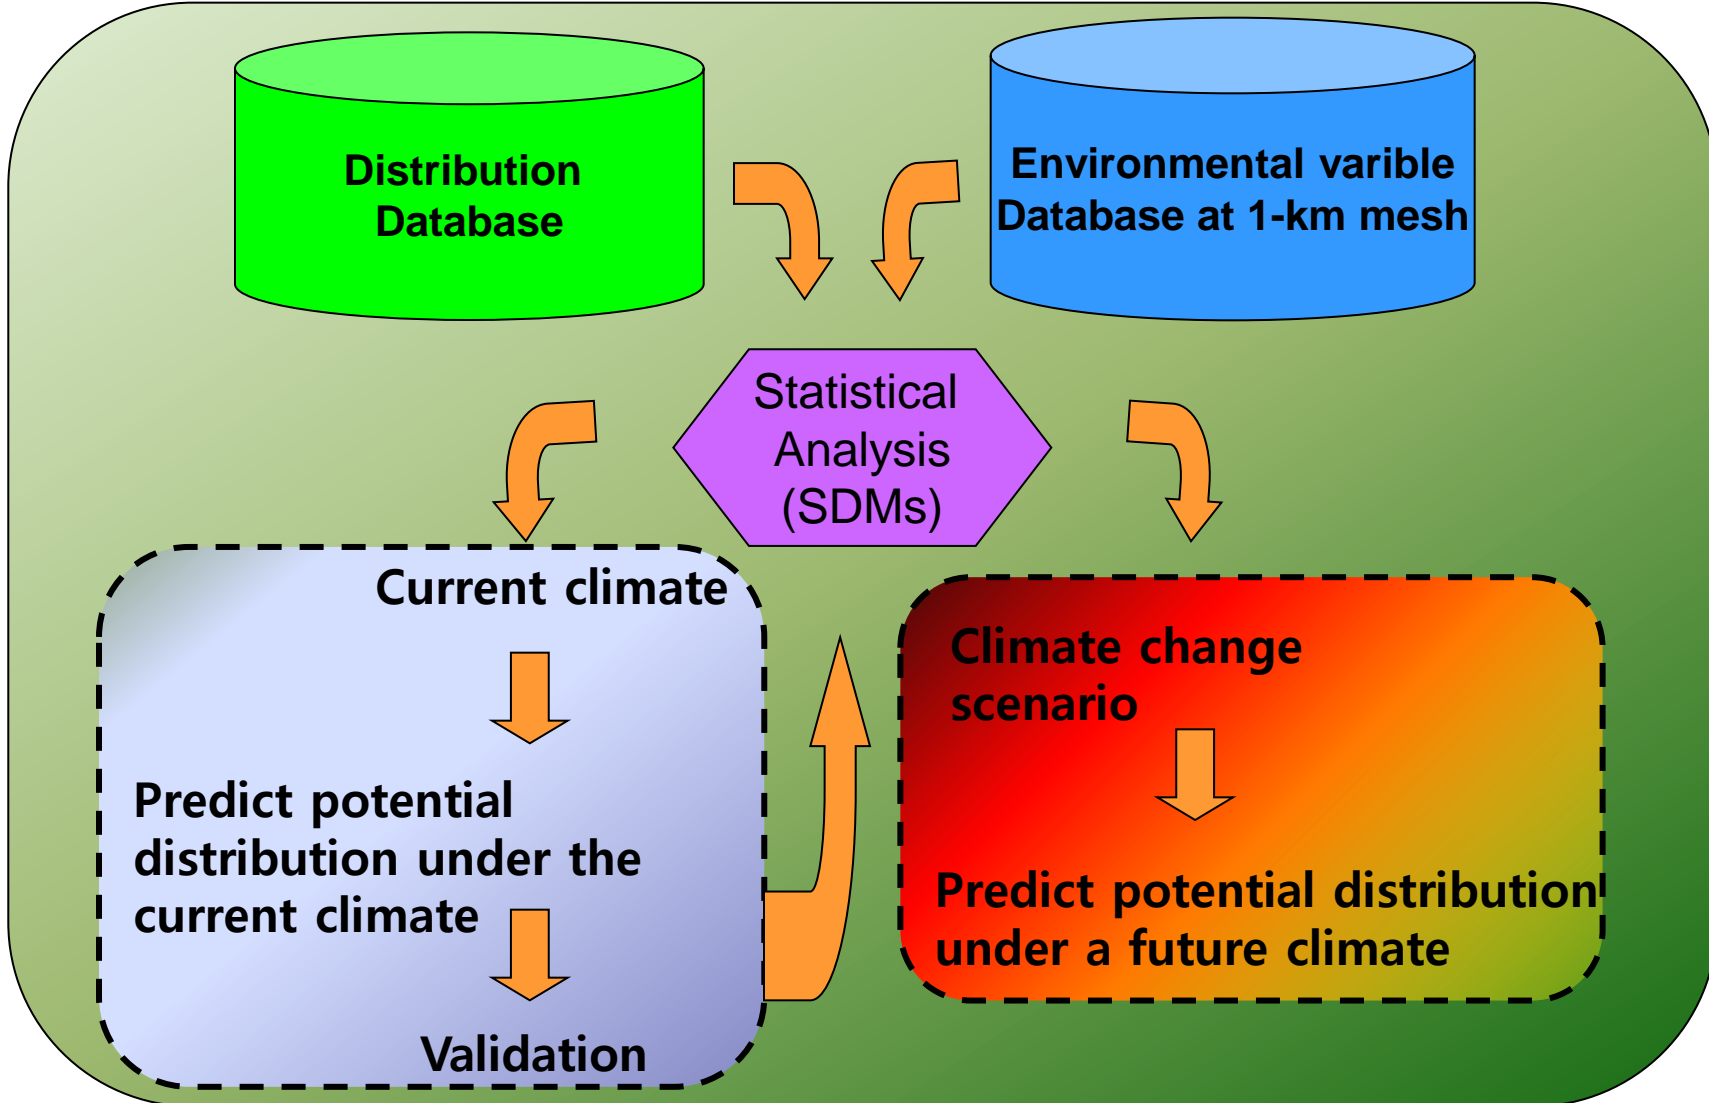 Distribution
Database
Environmental varible
Database at 1-km mesh
Statistical
Analysis
(SDMs)
Current climate
Predict potential
distribution under the
current climate
Validation
Climate change
scenario
Predict potential distribution
under a future climate